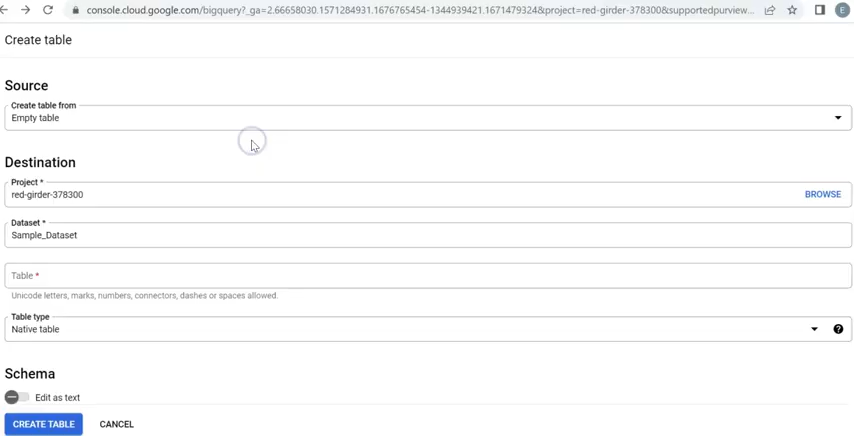 console.cloud.google.com/bigquery?_ga=2.66658030.1571284931.1676765454-1344939421.1671479324&project=red-girder-378300&supportedpurview...
E
Create table
Source
Create table from
Empty table
Destination
Project *
red-girder-378300
BROWSE
Dataset *
Sample_Dataset
Table *
Unicode letters, marks, numbers, connectors, dashes or spaces allowed.
Table type
Native table
?
Schema
Edit as text
CREATE TABLE
CANCEL